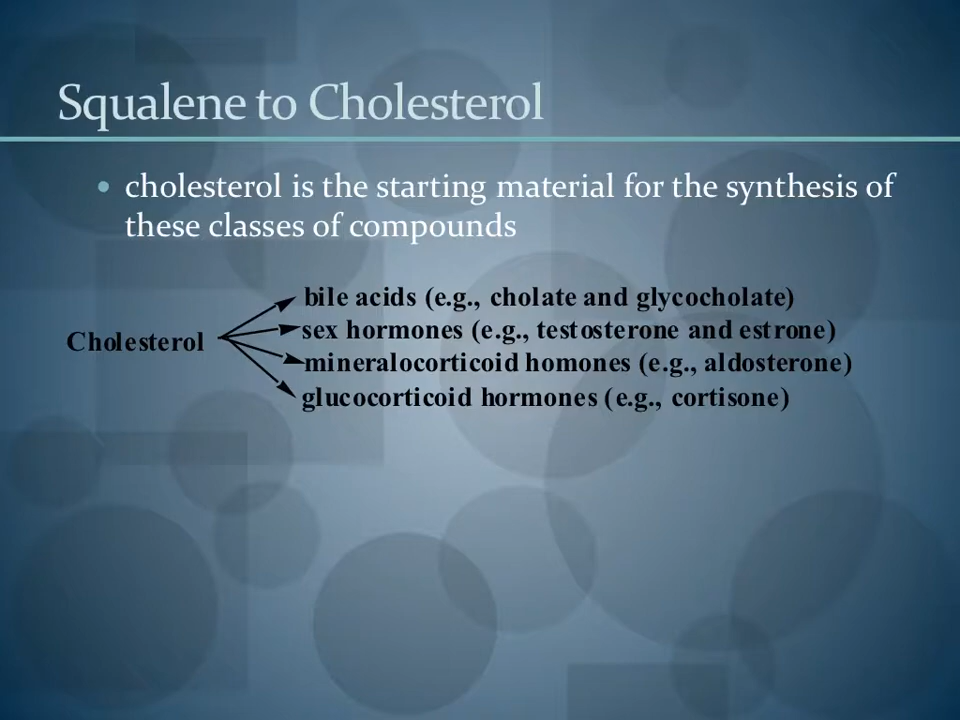 Squalene to Cholesterol
• cholesterol is the starting material for the synthesis of
these classes of compounds
bile acids (e.g., cholate and glycocholate)
sex hormones (e.g., testosterone and estrone)
Cholesterol
mineralocorticoid homones (e.g., aldosterone)
glucocorticoid hormones (e.g., cortisone)